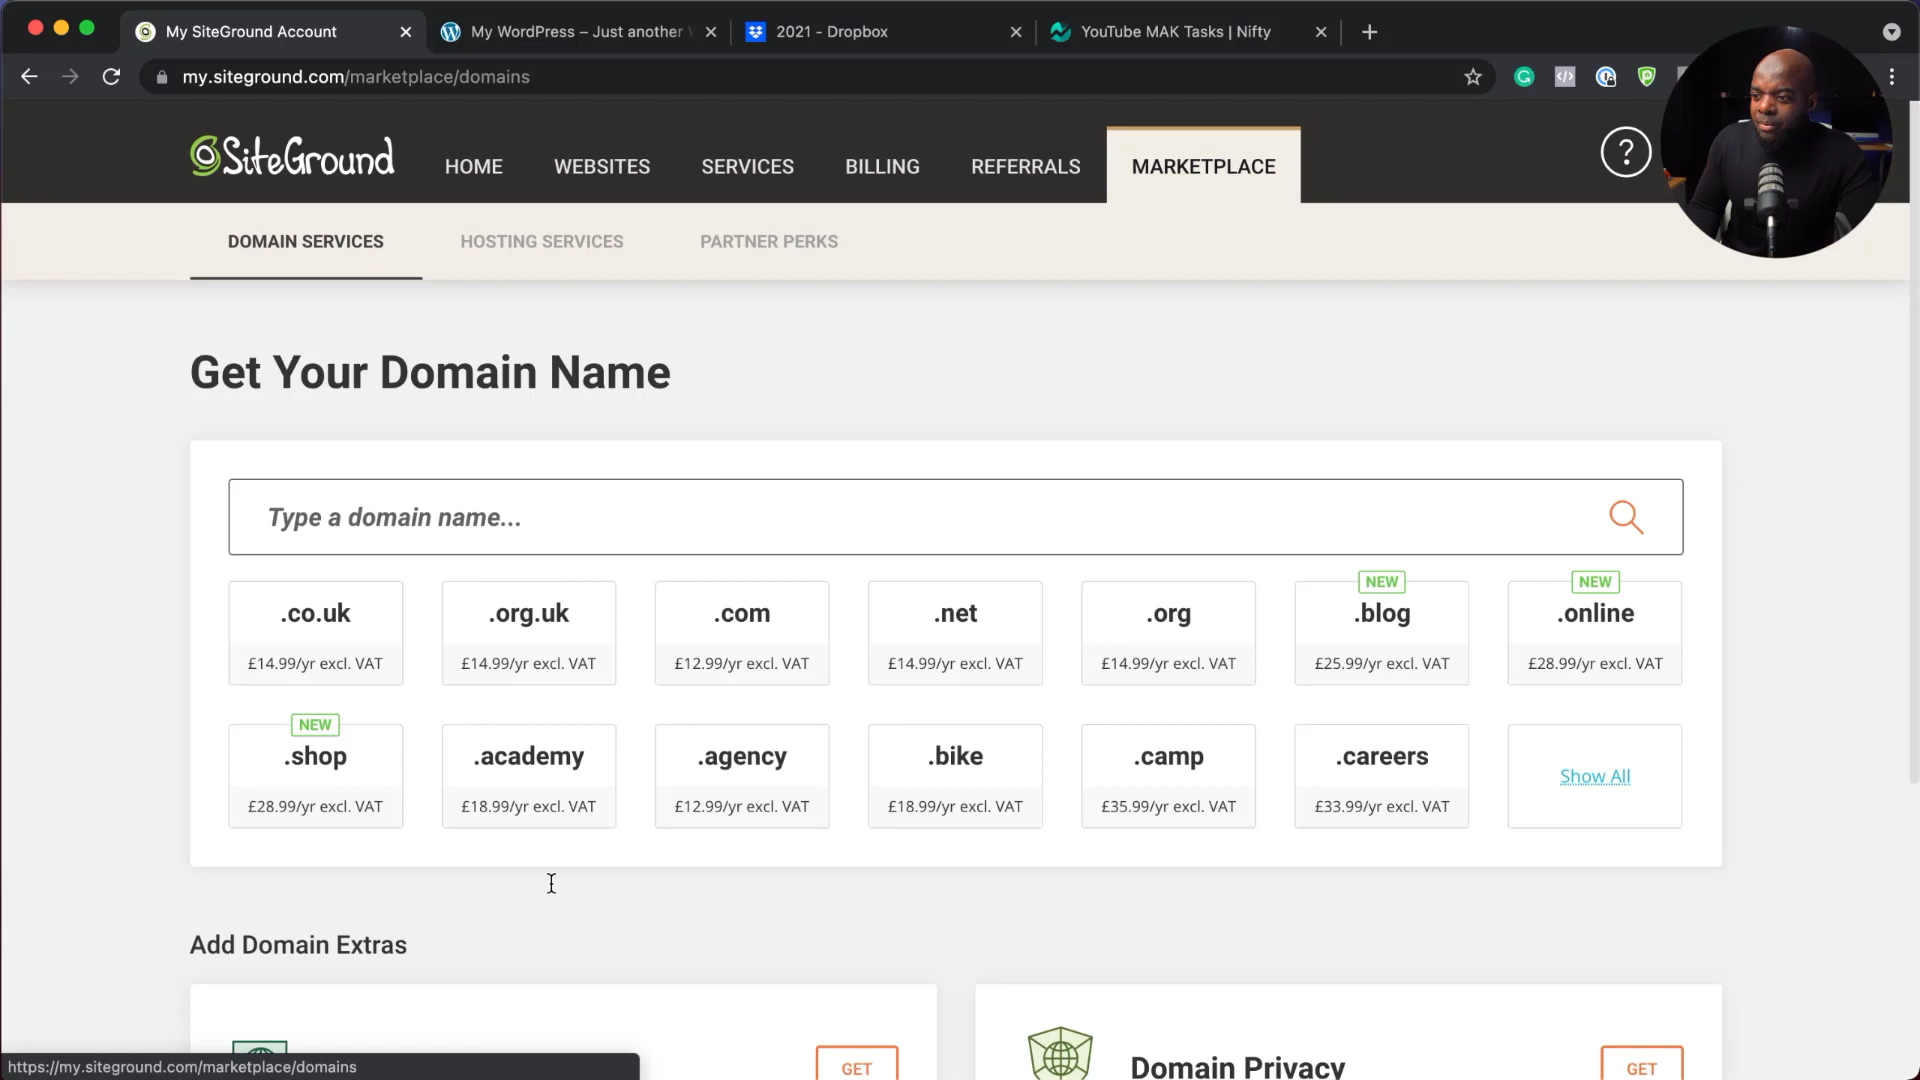 My SiteGround Account
My WordPress – Just another
2021 - Dropbox
YouTube MAK Tasks | Nifty
my.siteground.com/marketplace/domains
SiteGround
HOME
WEBSITES
SERVICES
BILLING
REFERRALS
MARKETPLACE
?
DOMAIN SERVICES
HOSTING SERVICES
PARTNER PERKS
Get Your Domain Name
Type a domain name...
.co.uk
£14.99/yr excl. VAT
.org.uk
£14.99/yr excl. VAT
.com
£12.99/yr excl. VAT
.net
£14.99/yr excl. VAT
.org
£14.99/yr excl. VAT
NEW
.blog
£25.99/yr excl. VAT
NEW
.online
£28.99/yr excl. VAT
NEW
.shop
£28.99/yr excl. VAT
.academy
£18.99/yr excl. VAT
.agency
£12.99/yr excl. VAT
.bike
£18.99/yr excl. VAT
.camp
£35.99/yr excl. VAT
.careers
£33.99/yr excl. VAT
Show All
Add Domain Extras
GET
Domain Privacy
GET
https://my.siteground.com/marketplace/domains